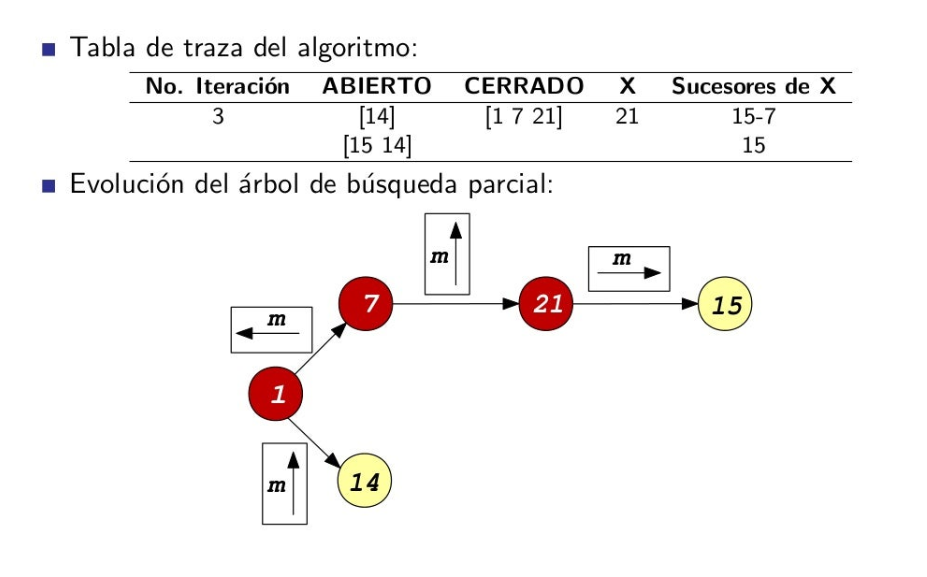 Tabla de traza del algoritmo:
No. Iteración ABIERTO CERRADO X Sucesores de X
3 [14] [1 7 21] 21 15-7
[15 14] 15
Evolución del árbol de búsqueda parcial:
m
m
7 21 15
m
1
m
14